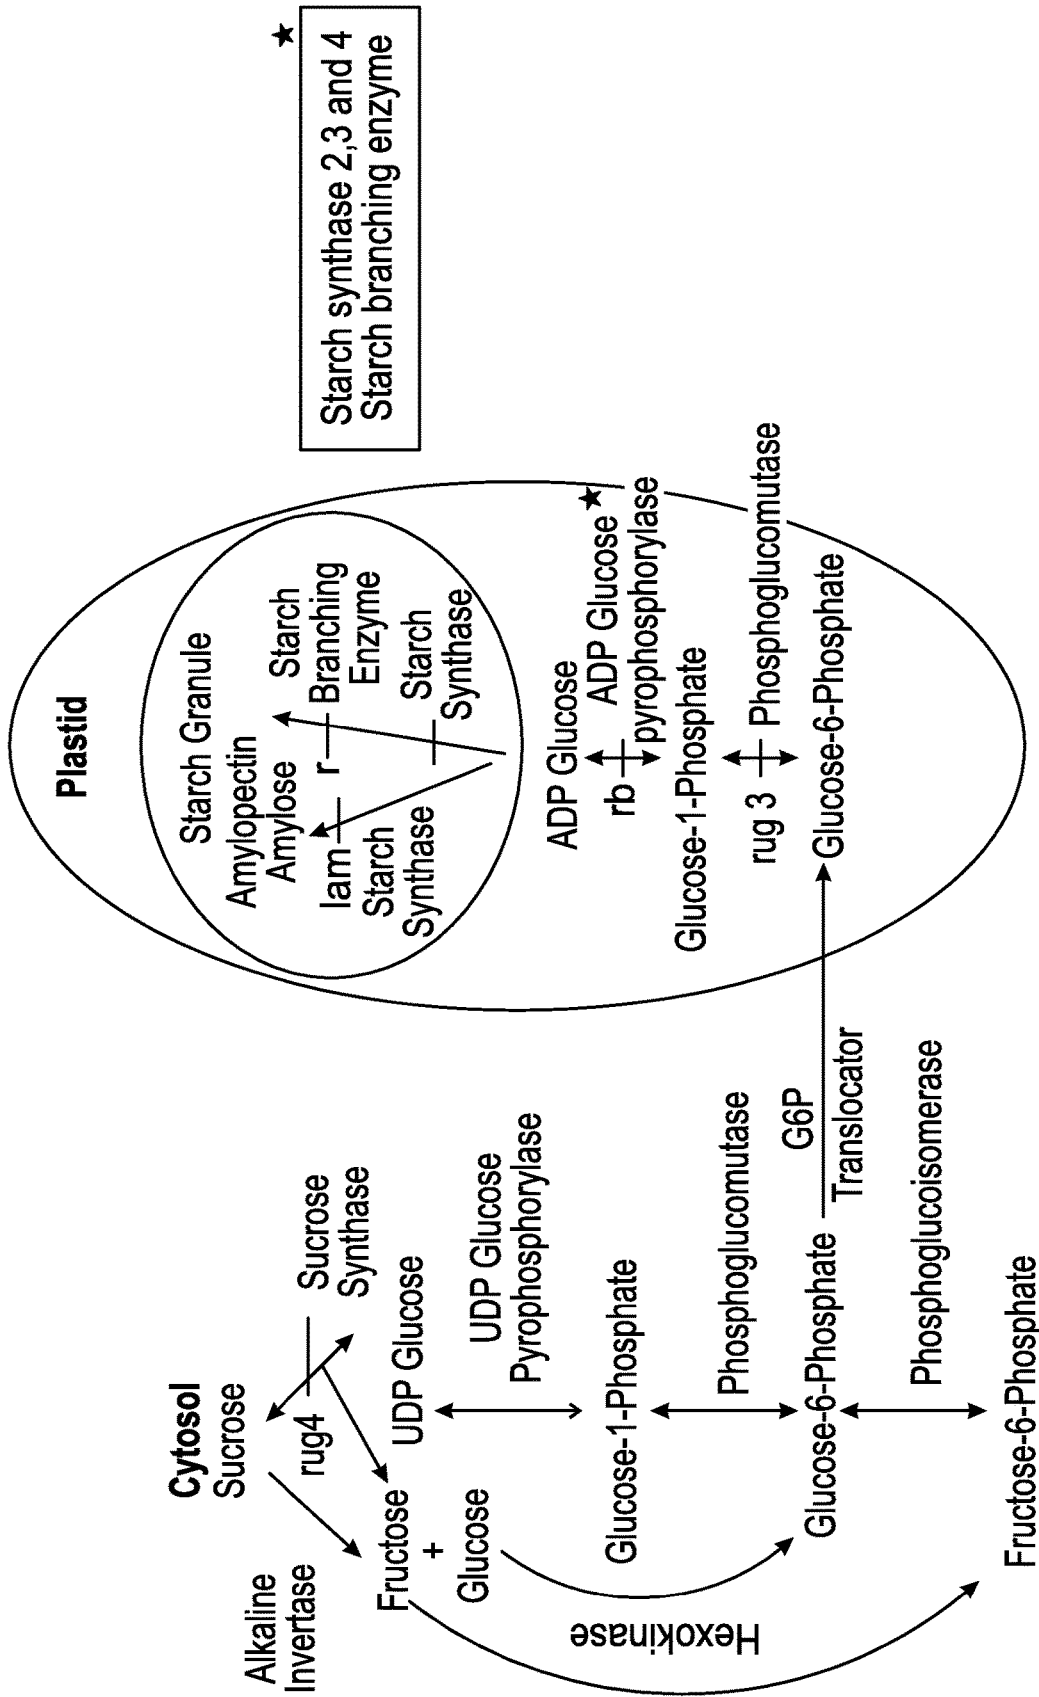 Cytosol
Sucrose
Alkaline
Invertase
rug4
Sucrose
Synthase
Fructose
+
Glucose
UDP Glucose
UDP Glucose
Pyrophosphorylase
Hexokinase
Glucose-1-Phosphate
Phosphoglucomutase
Glucose-6-Phosphate
G6P
Translocator
Phosphoglucoisomerase
Fructose-6-Phosphate
Plastid
Starch Granule
Amylopectin
Amylose
lam
Starch
Synthase
r
Starch
Branching
Enzyme
Starch
Synthase
ADP Glucose
rb
ADP Glucose★
pyrophosphorylase
Glucose-1-Phosphate
rug 3
Phosphoglucomutase
Glucose-6-Phosphate
★
Starch synthase 2,3 and 4
Starch branching enzyme